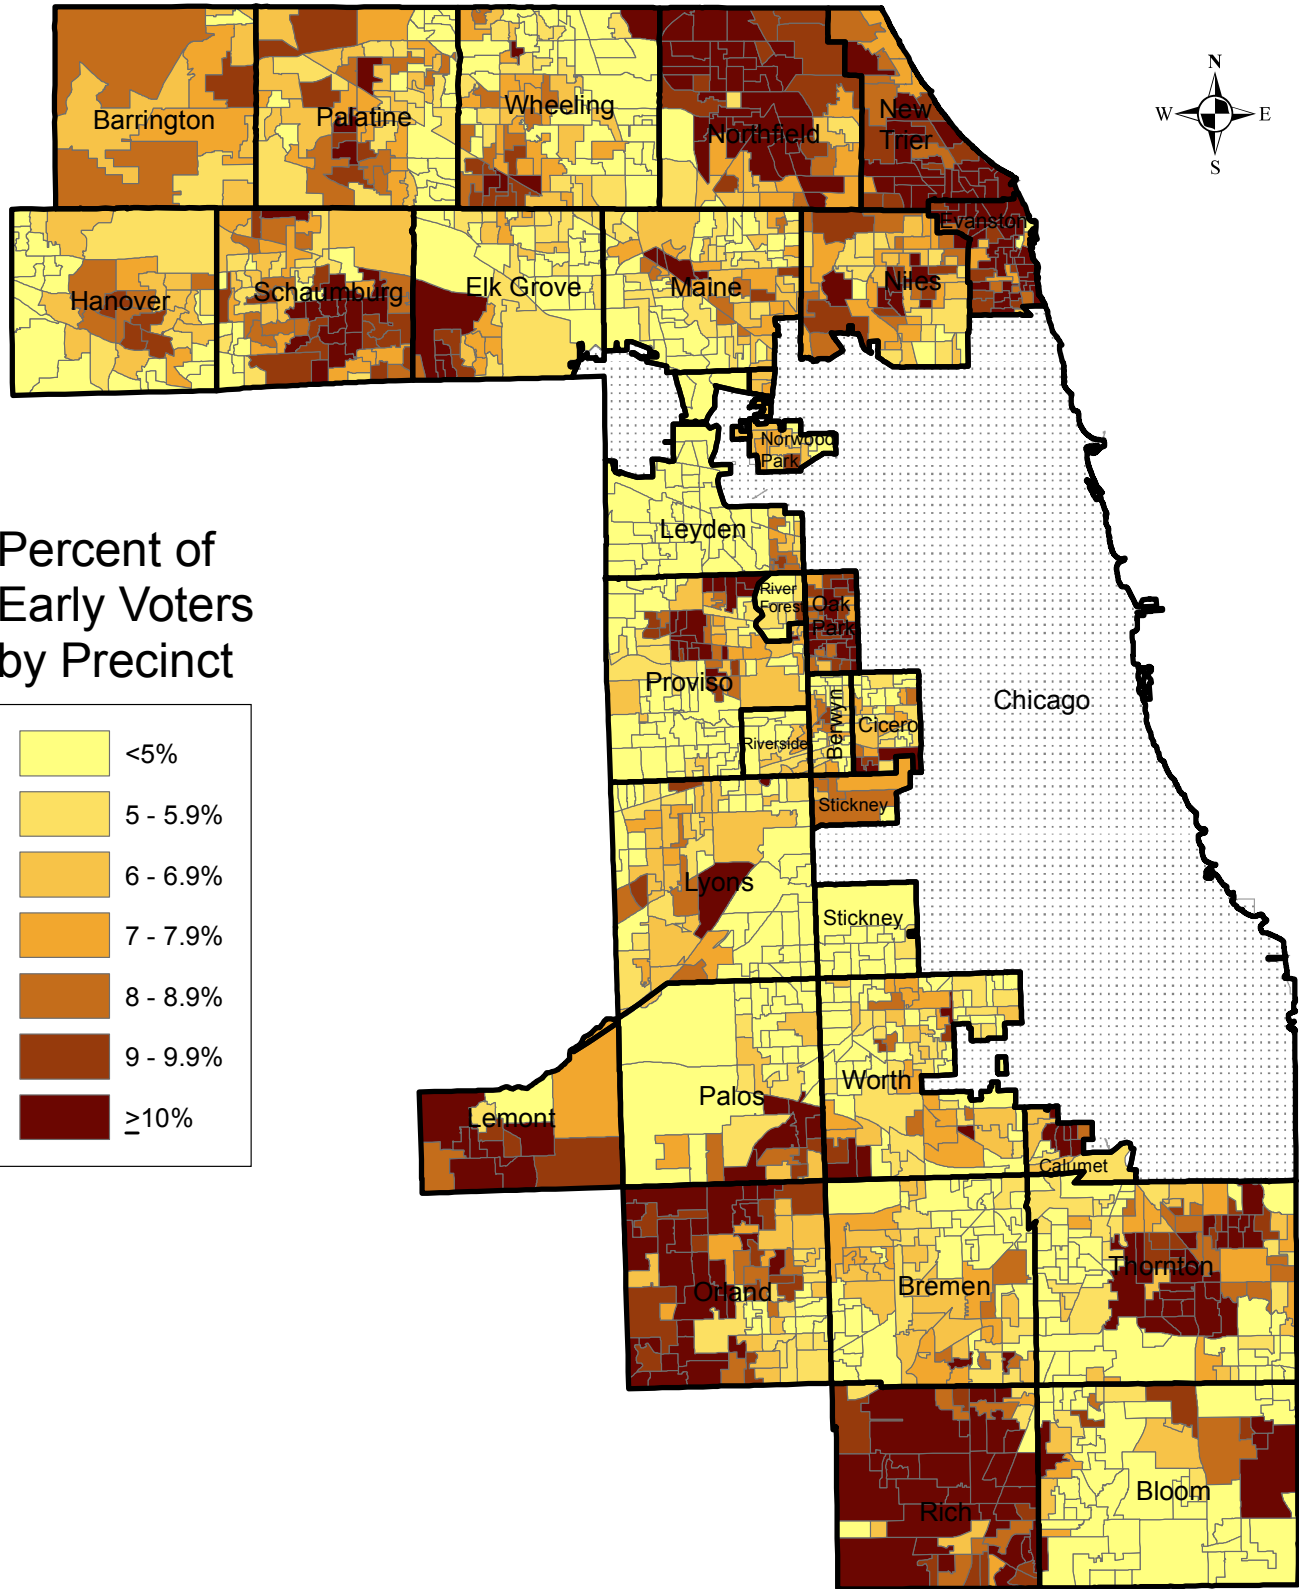 N
W
E
S
Barrington
Palatine
Wheeling
Northfield
New
Trier
Evanston
Hanover
Schaumburg
Elk Grove
Maine
Niles
Norwood
Park
Leyden
River
Forest
Oak
Park
Proviso
Berwyn
Cicero
Riverside
Chicago
Stickney
Lyons
Stickney
Worth
Palos
Lemont
Calumet
Thornton
Bremen
Orland
Bloom
Rich
Percent of
Early Voters
by Precinct
<5%
5 - 5.9%
6 - 6.9%
7 - 7.9%
8 - 8.9%
9 - 9.9%
≥10%